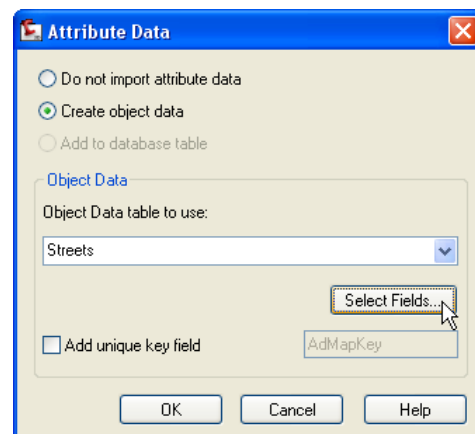 Attribute Data
Do not import attribute data
Create object data
Add to database table
Object Data
Object Data table to use:
Streets
Select Fields...
Add unique key field AdMapKey
OK Cancel Help